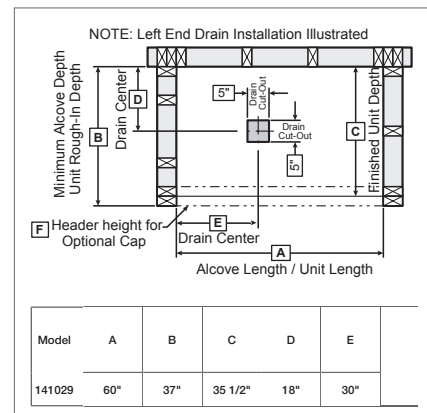 NOTE: Left End Drain Installation Illustrated
Minimum Alcove Depth
Unit Rough-In Depth
B
Drain Center
D
5"
Drain
Cut-Out
Drain
Cut-Out
5"
C
Finished Unit Depth
F Header height for
Optional Cap
E
Drain Center
A
Alcove Length / Unit Length
Model A B C D E
141029 60" 37" 35 1/2" 18" 30"